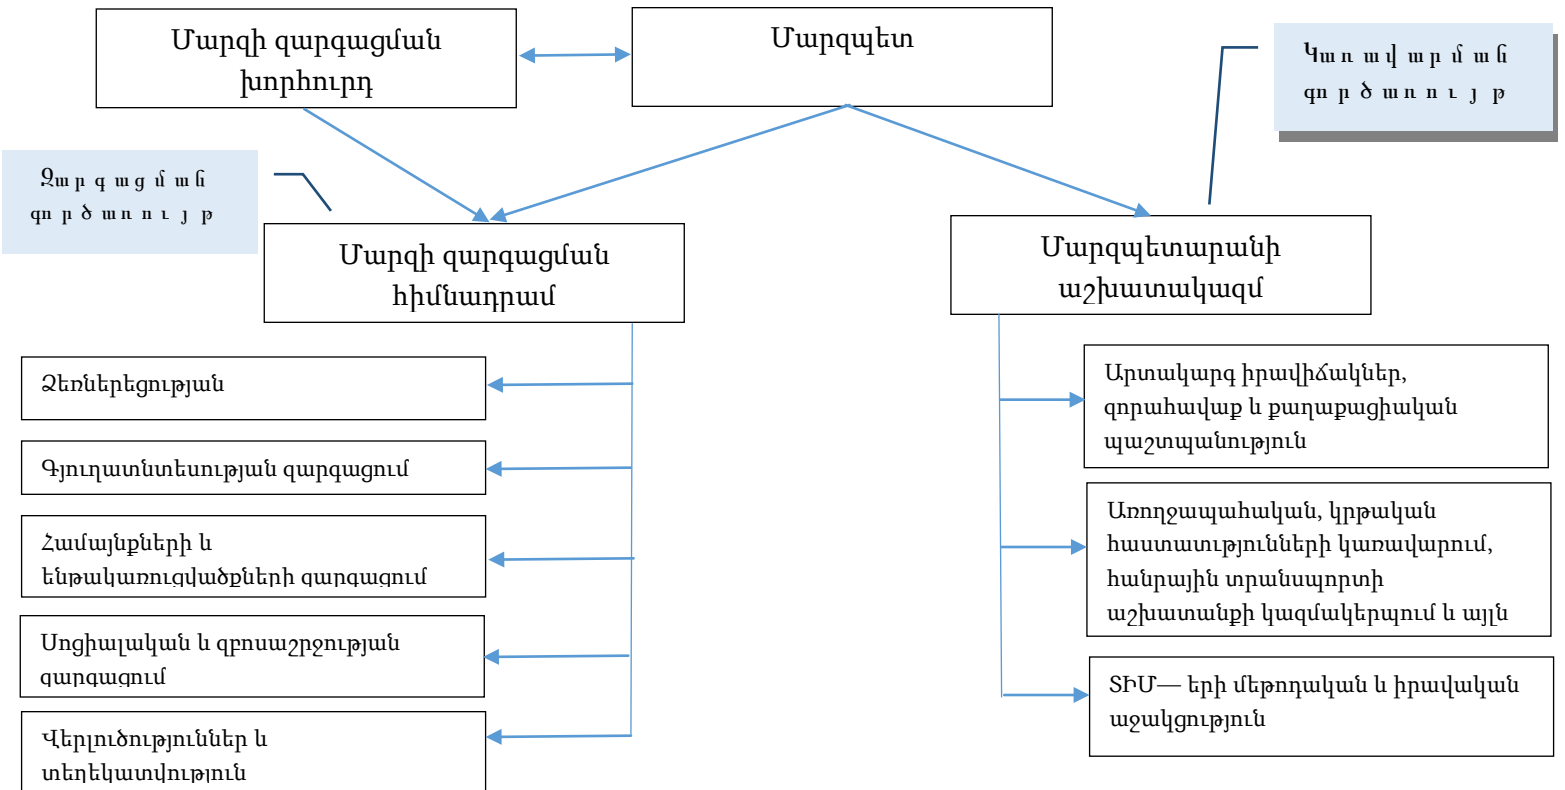 Մարզի զարգացման
խորհուրդ
Մարզպետ
Կառավարման
գործառույթ
Զարգացման
գործառույթ
Մարզի զարգացման
հիմնադրամ
Մարզպետարանի
աշխատակազմ
Ձեռներեցության
Գյուղատնտեսության զարգացում
Համայնքների և
ենթակառուցվածքների զարգացում
Սոցիալական և զբոսաշրջության
զարգացում
Վերլուծություններ և
տեղեկատվություն
Արտակարգ իրավիճակներ,
զորահավաք և քաղաքացիական
պաշտպանություն
Առողջապահական, կրթական
հաստատւթյունների կառավարում,
հանրային տրանսպորտի
աշխատանքի կազմակերպում և այլն
ՏԻՄ— երի մեթոդական և իրավական
աջակցություն